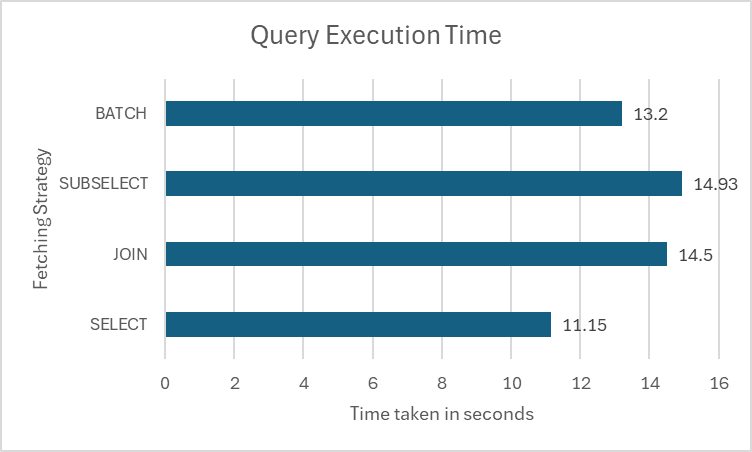 Query Execution Time
Fetching Strategy
BATCH 13.2
SUBSELECT 14.93
JOIN 14.5
SELECT 11.15
0 2 4 6 8 10 12 14 16
Time taken in seconds